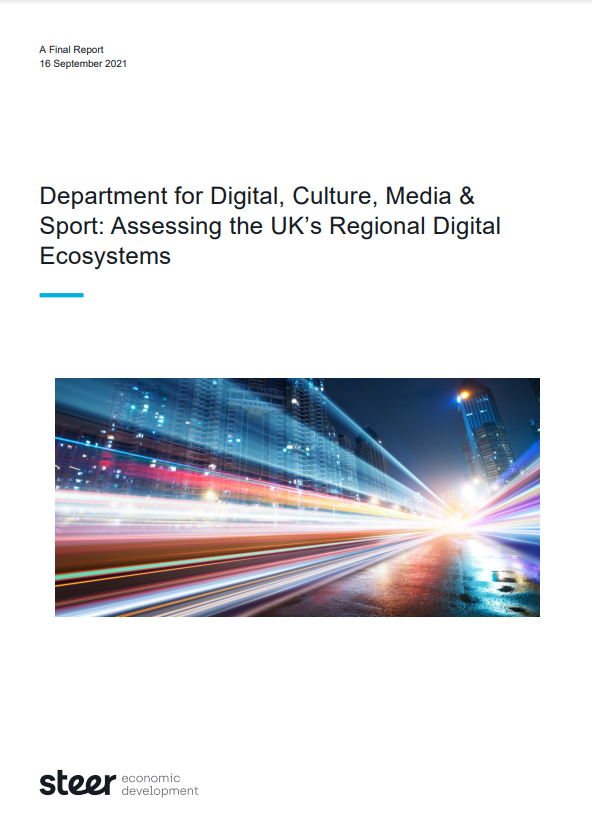 A Final Report
16 September 2021
Department for Digital, Culture, Media &
Sport: Assessing the UK’s Regional Digital
Ecosystems
steer economic
development